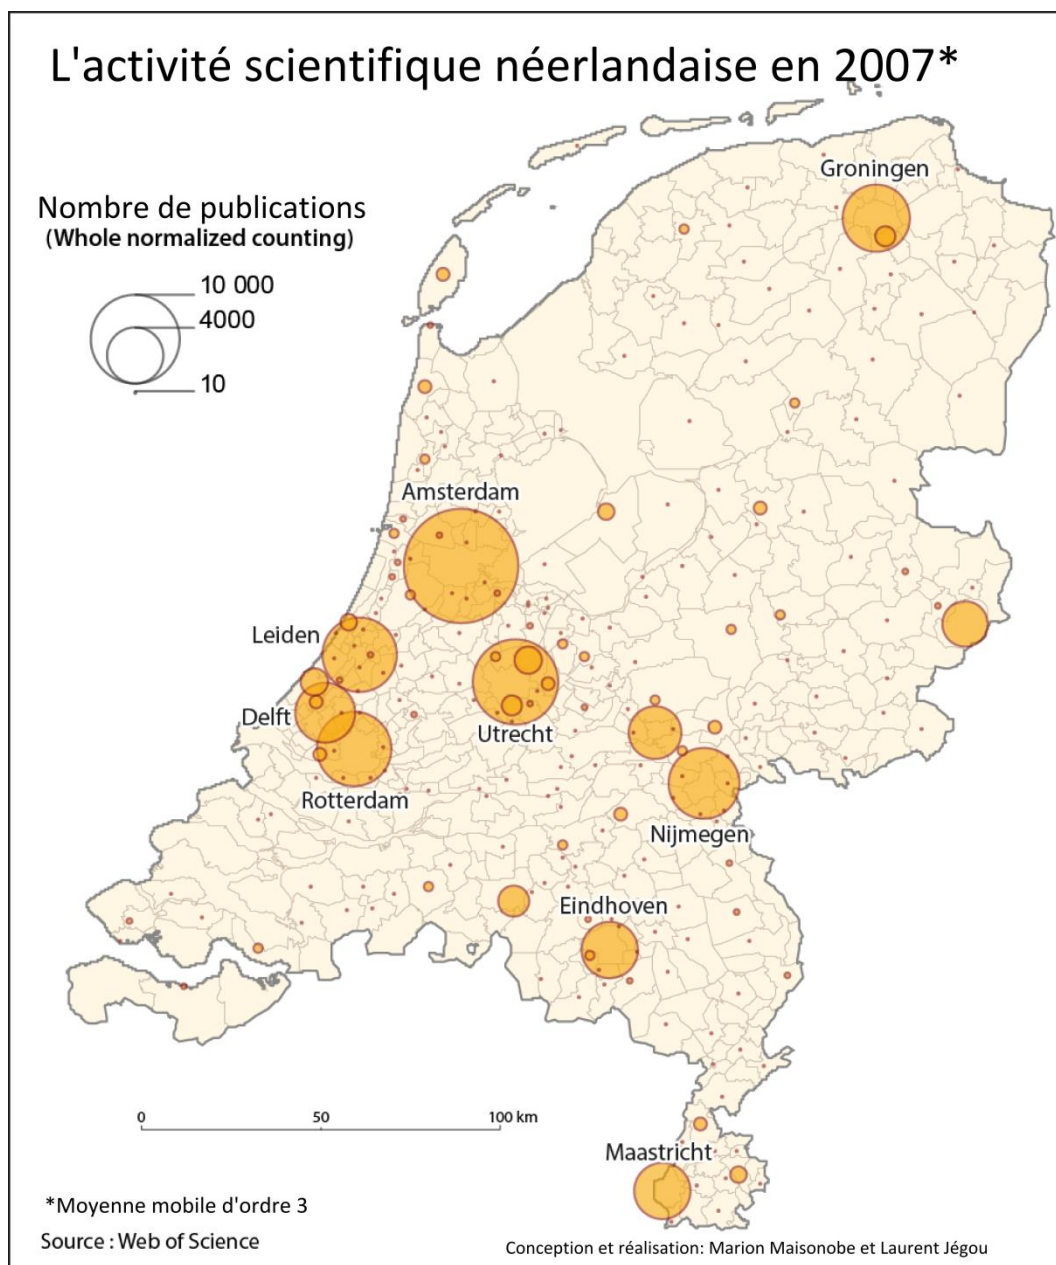 L'activité scientifique néerlandaise en 2007*
Groningen
Nombre de publications
(Whole normalized counting)
10 000
4000
10
Amsterdam
Leiden
Delft
Utrecht
Rotterdam
Nijmegen
Eindhoven
0 50 100 km
Maastricht
*Moyenne mobile d'ordre 3
Source : Web of Science
Conception et réalisation: Marion Maisonobe et Laurent Jégou